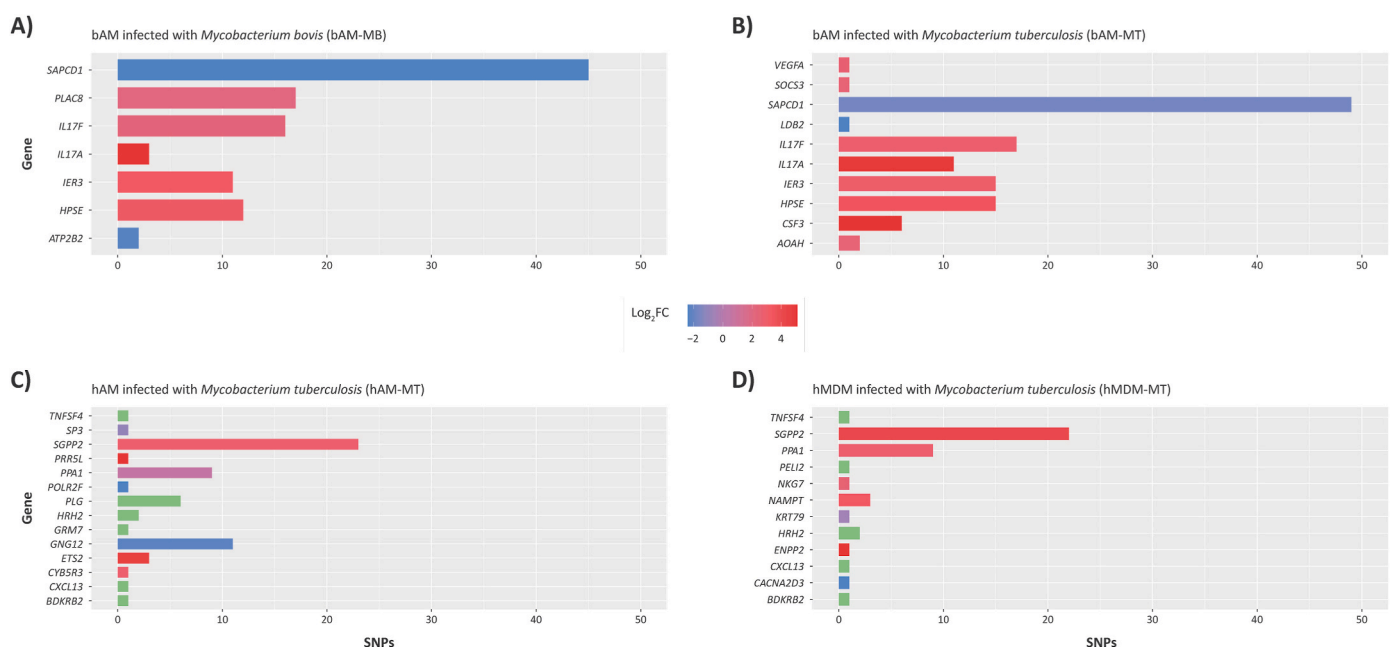 A)
bAM infected with Mycobacterium bovis (bAM-MB)
Gene
SAPCD1
PLAC8
IL17F
IL17A
IER3
HPSE
ATP2B2
0 10 20 30 40 50
B)
bAM infected with Mycobacterium tuberculosis (bAM-MT)
VEGFA
SOCS3
SAPCD1
LDB2
IL17F
IL17A
IER3
HPSE
CSF3
AOAH
0 10 20 30 40 50
Log₂FC
−2 0 2 4
C)
hAM infected with Mycobacterium tuberculosis (hAM-MT)
Gene
TNFSF4
SP3
SGPP2
PRR5L
PPA1
POLR2F
PLG
HRH2
GRM7
GNG12
ETS2
CYB5R3
CXCL13
BDKRB2
0 10 20 30 40 50
SNPs
D)
hMDM infected with Mycobacterium tuberculosis (hMDM-MT)
TNFSF4
SGPP2
PPA1
PELI2
NKG7
NAMPT
KRT79
HRH2
ENPP2
CXCL13
CACNA2D3
BDKRB2
0 10 20 30 40 50
SNPs